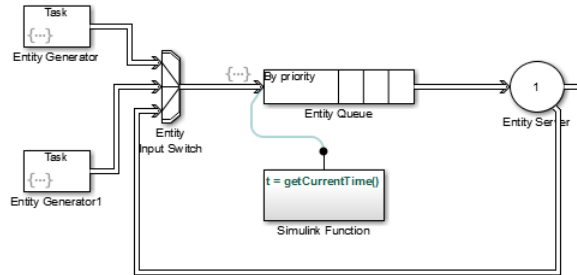 Task
{...}
Entity Generator
Task
{...}
Entity Generator1
Entity
Input Switch
{...}
By priority
Entity Queue
t = getCurrentTime()
Simulink Function
1
Entity Server